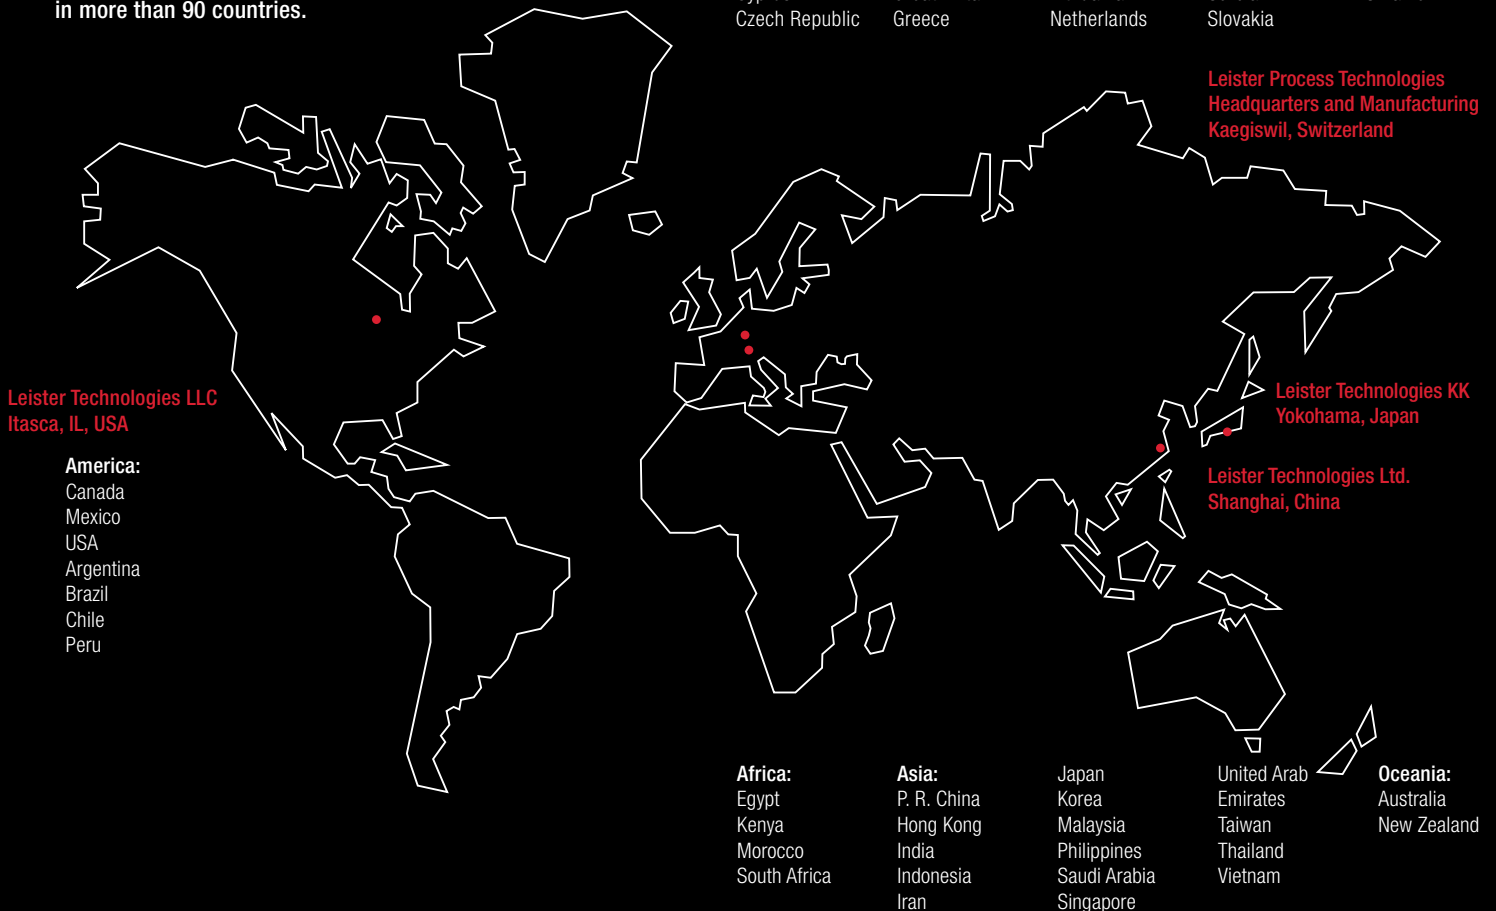 in more than 90 countries.
Czech Republic
Greece
Netherlands
Slovakia
Leister Process Technologies
Headquarters and Manufacturing
Kaegiswil, Switzerland
Leister Technologies LLC
Itasca, IL, USA
America:
Canada
Mexico
USA
Argentina
Brazil
Chile
Peru
Leister Technologies KK
Yokohama, Japan
Leister Technologies Ltd.
Shanghai, China
Africa:
Egypt
Kenya
Morocco
South Africa
Asia:
P. R. China
Hong Kong
India
Indonesia
Iran
Japan
Korea
Malaysia
Philippines
Saudi Arabia
Singapore
United Arab
Emirates
Taiwan
Thailand
Vietnam
Oceania:
Australia
New Zealand